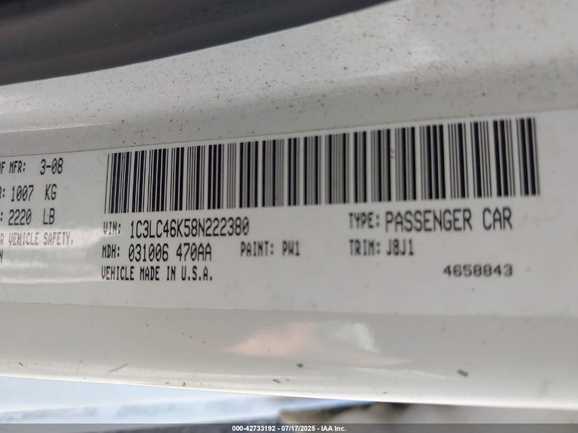 OF MFR: 3-08
1007 KG
2220 LB
R VEHICLE SAFETY,
VIN: 1C3LC46K58N222380
TYPE: PASSENGER CAR
MDH: 031006 470AA
PAINT: PW1
TRIM: J8J1
VEHICLE MADE IN U.S.A.
4658843
000-42733192 - 07/17/2025 - IAA Inc.